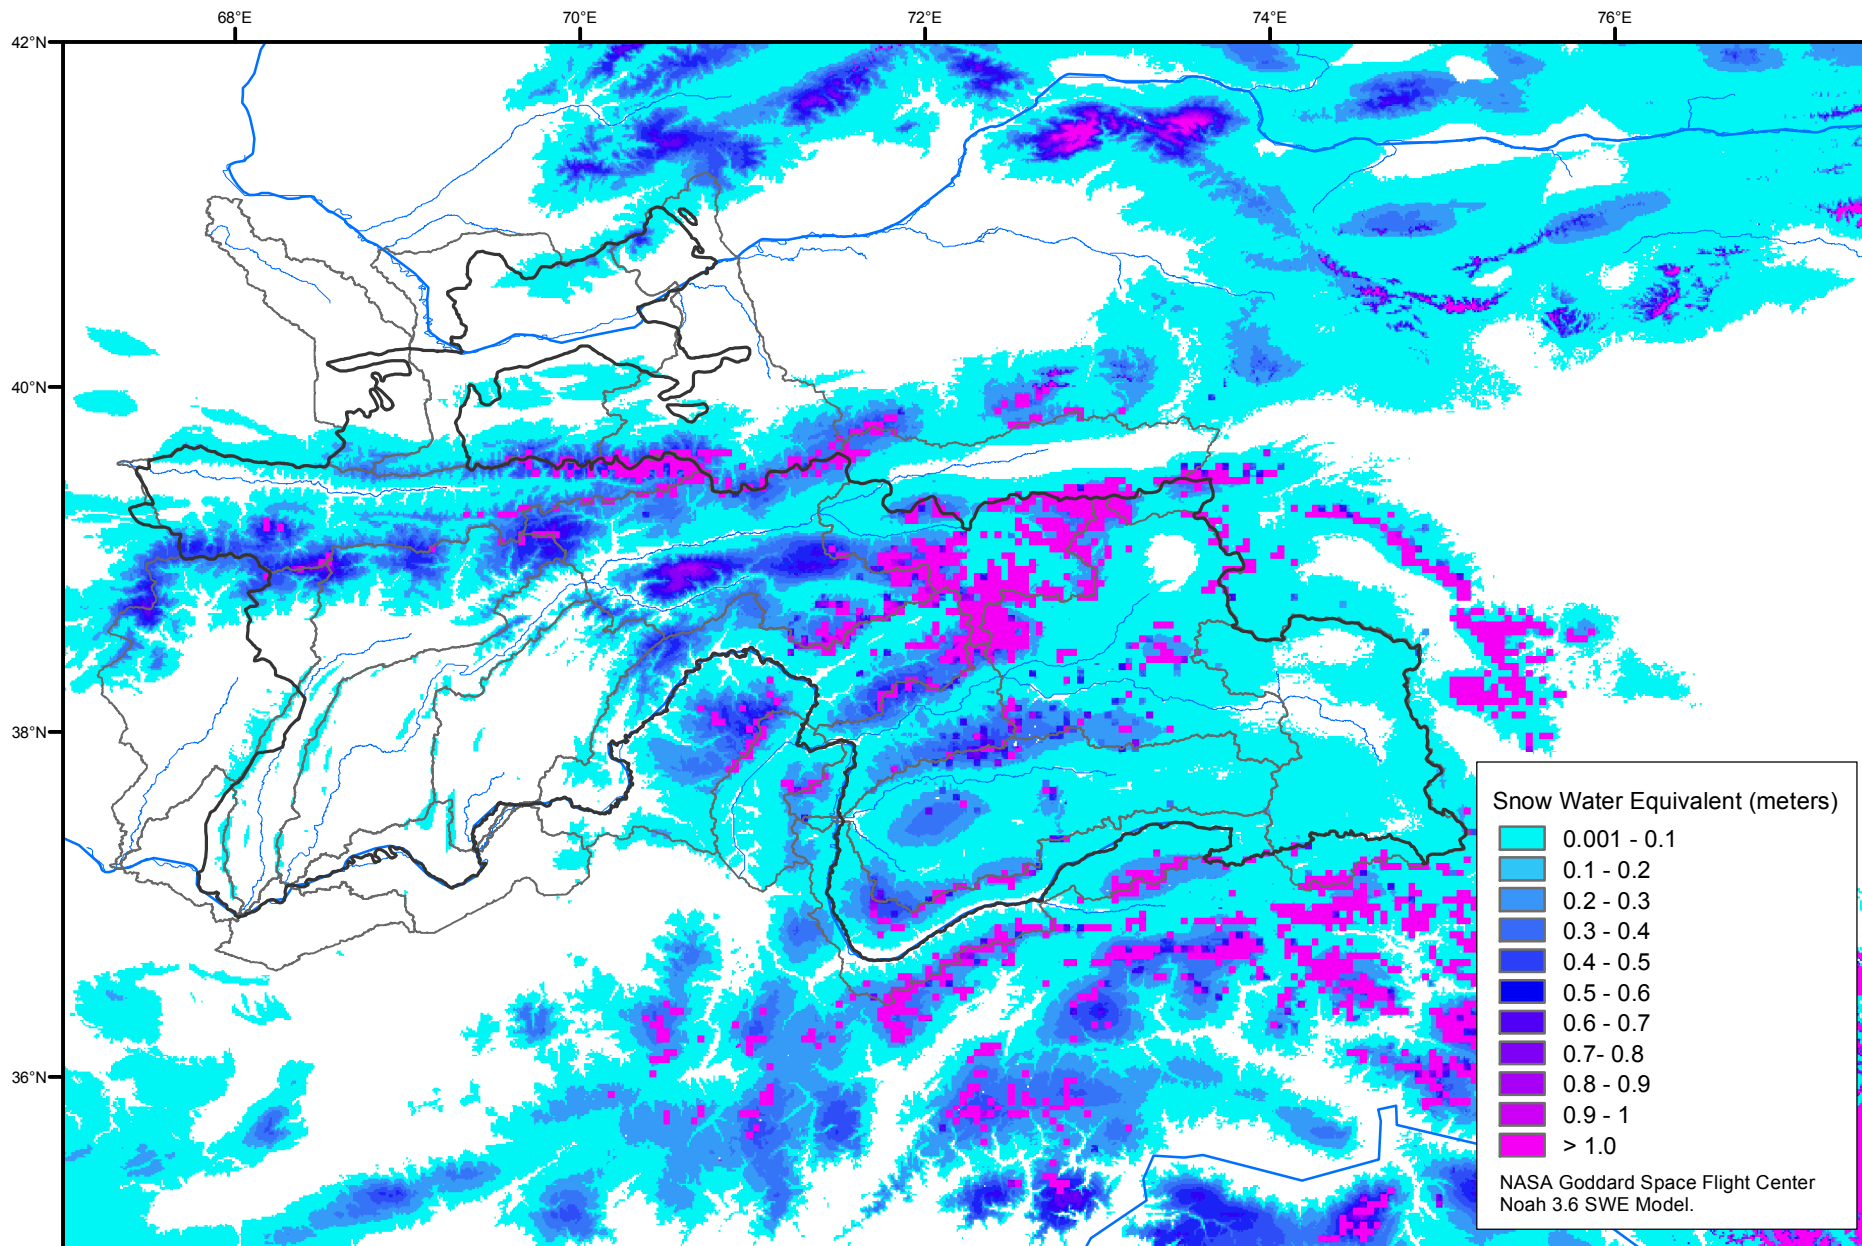 68°E 70°E 72°E 74°E 76°E
42°N
40°N
38°N
36°N
Snow Water Equivalent (meters)
0.001 - 0.1
0.1 - 0.2
0.2 - 0.3
0.3 - 0.4
0.4 - 0.5
0.5 - 0.6
0.6 - 0.7
0.7- 0.8
0.8 - 0.9
0.9 - 1
> 1.0
NASA Goddard Space Flight Center
Noah 3.6 SWE Model.